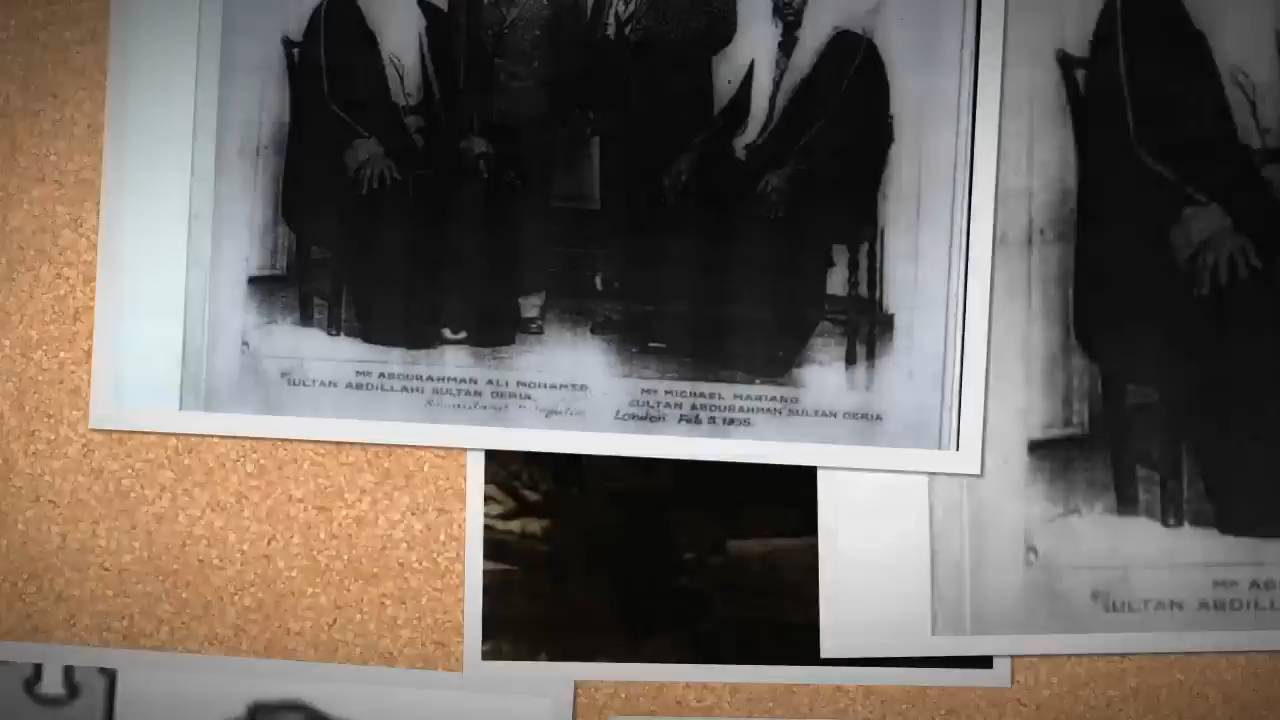 Mr ABDURAHMAN ALI MOHAMED
SULTAN ABDILLAHI SULTAN DERIA
Mr MICHAEL MARIANO
SULTAN ABDURAHMAN SULTAN DERIA
London Feb 5. 1955.
Mr AB
SULTAN ABDILL